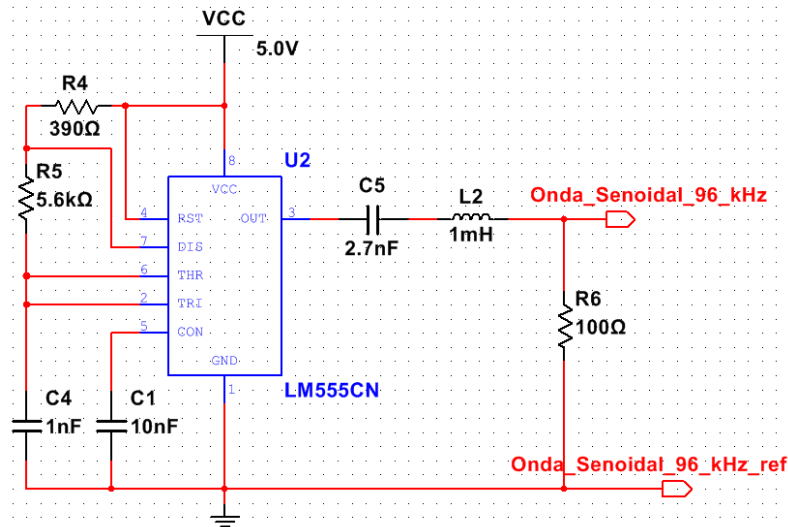 VCC
5.0V
R4
390Ω
R5
5.6kΩ
U2
8
VCC
4 RST OUT 3
7 DIS
6 THR
2 TRI
5 CON
GND
1
LM555CN
C5
2.7nF
L2
1mH
Onda_Senoidal_96_kHz
R6
100Ω
C4
1nF
C1
10nF
Onda_Senoidal_96_kHz_ref